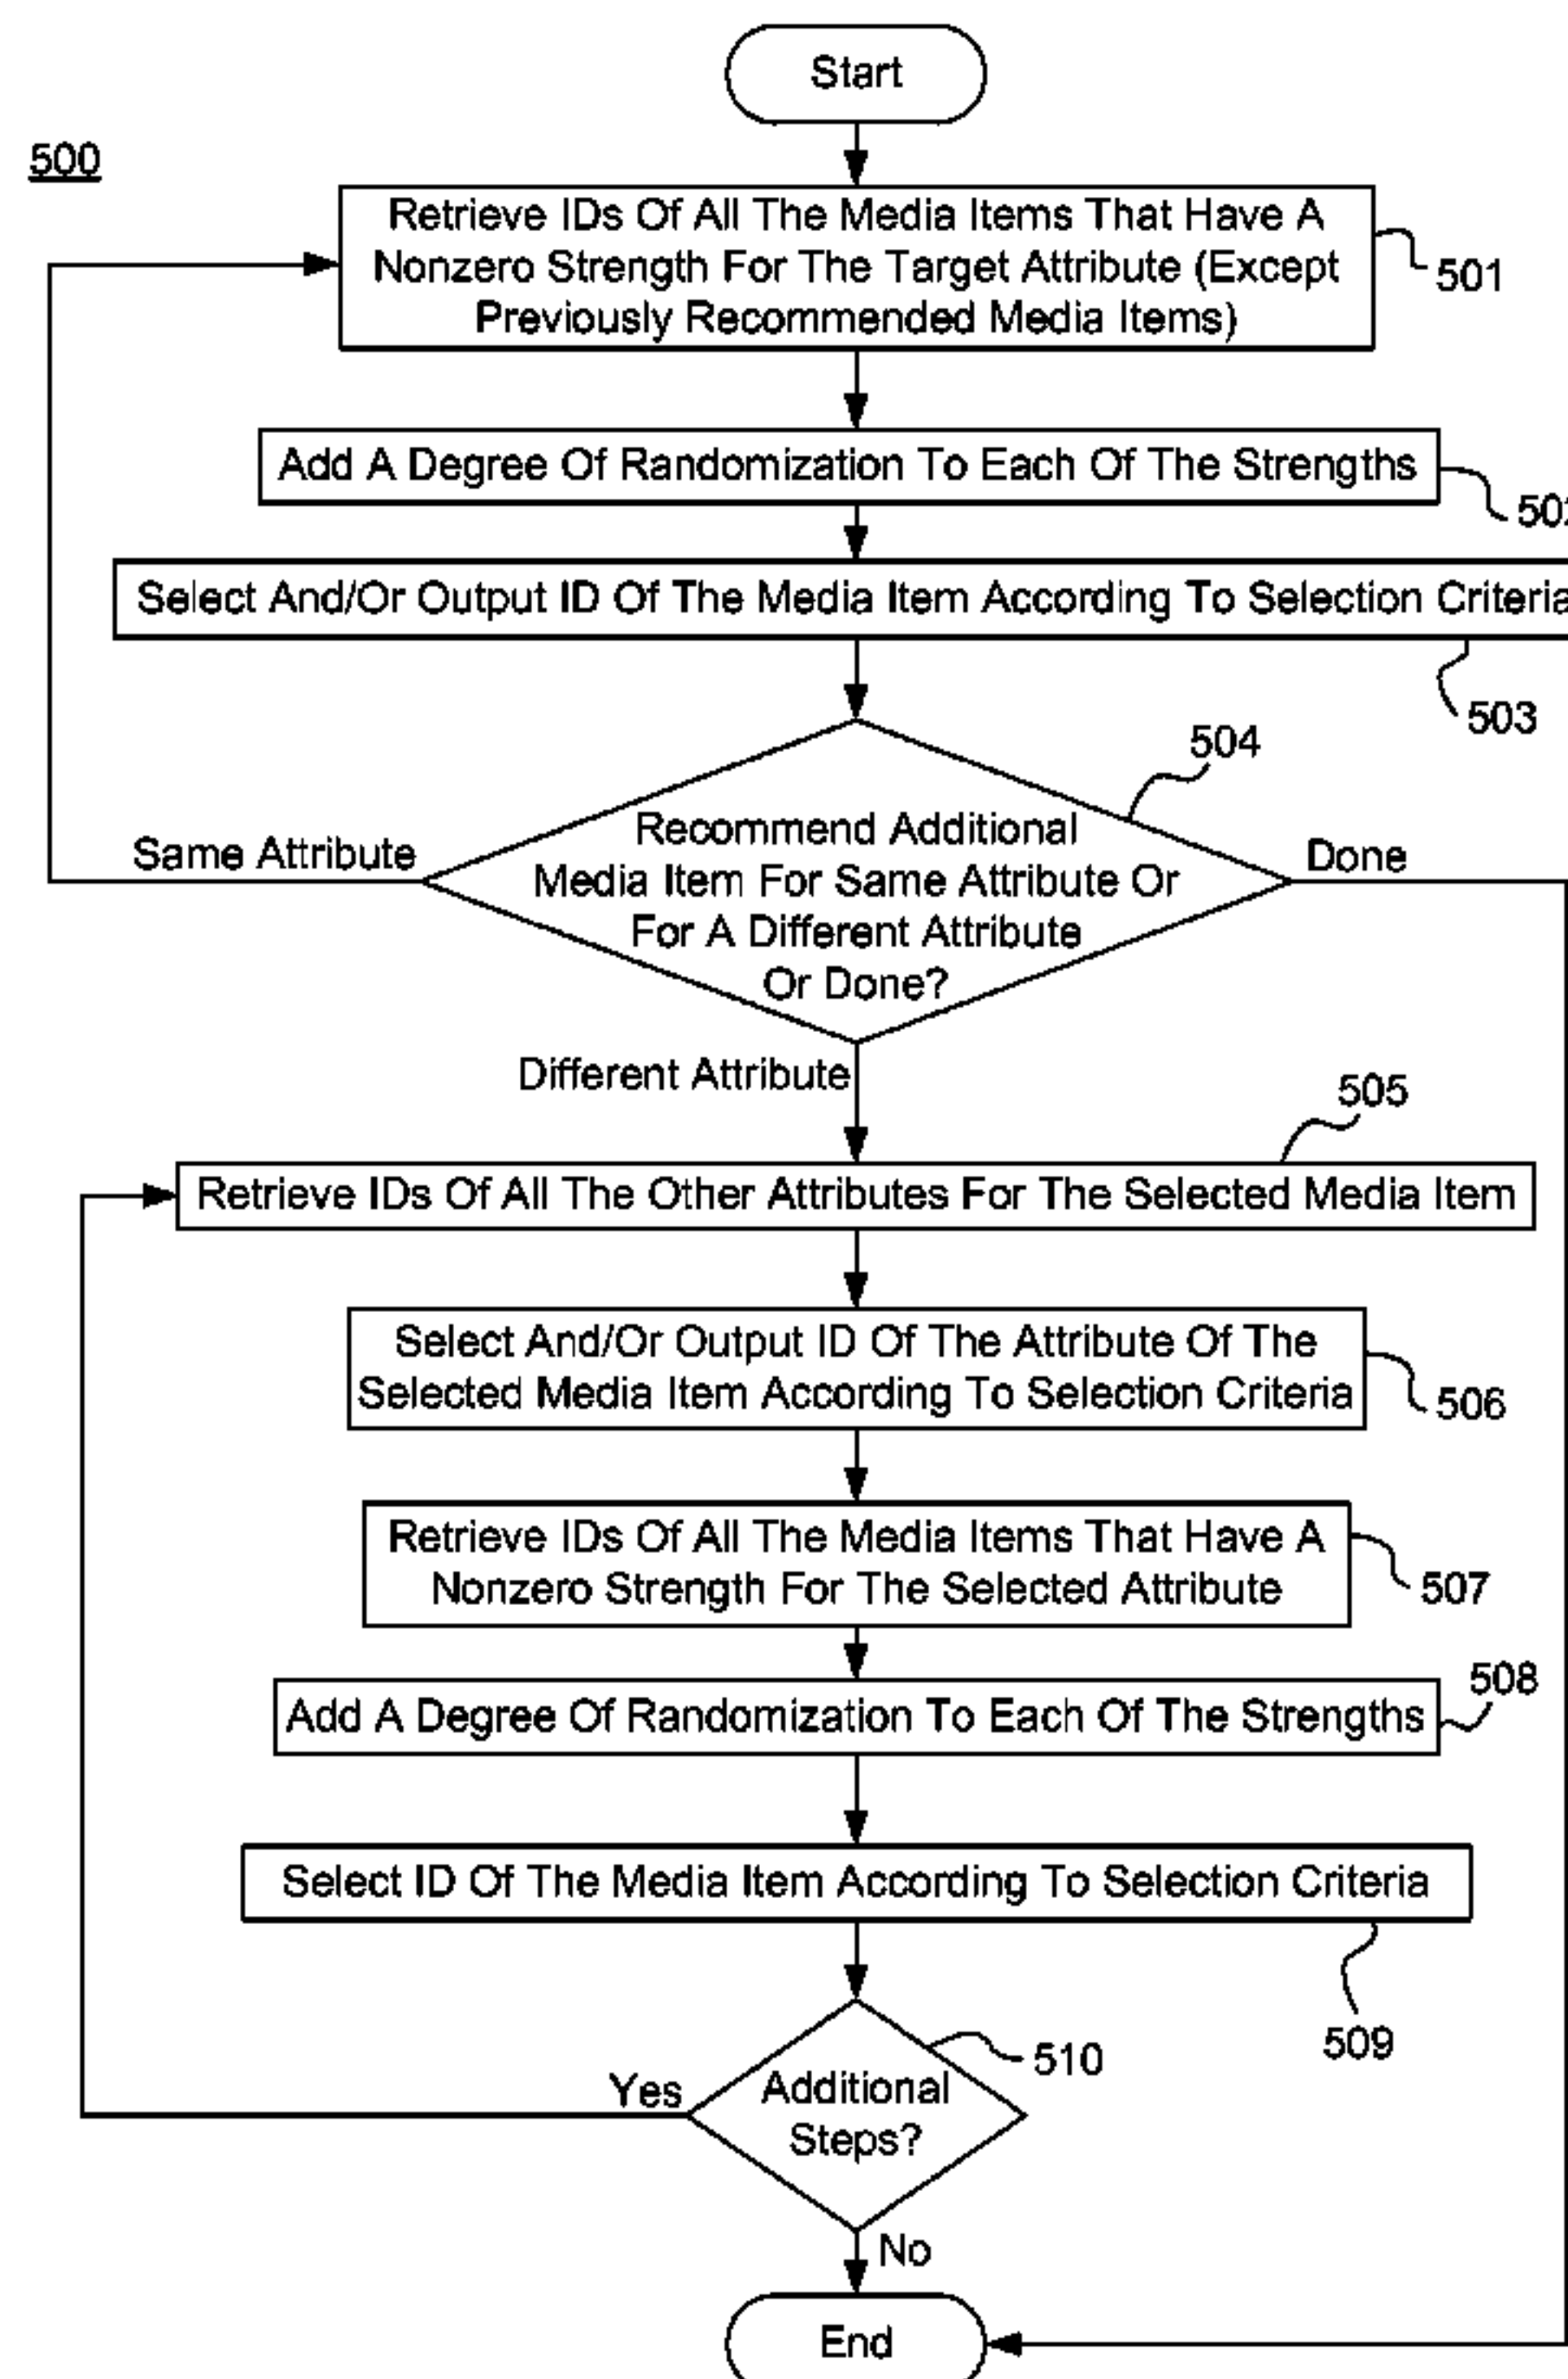 Start
500
Retrieve IDs Of All The Media Items That Have A
Nonzero Strength For The Target Attribute (Except
Previously Recommended Media Items)
501
Add A Degree Of Randomization To Each Of The Strengths
502
Select And/Or Output ID Of The Media Item According To Selection Criteria
503
504
Recommend Additional
Media Item For Same Attribute Or
For A Different Attribute
Or Done?
Same Attribute
Done
Different Attribute
505
Retrieve IDs Of All The Other Attributes For The Selected Media Item
Select And/Or Output ID Of The Attribute Of The
Selected Media Item According To Selection Criteria
506
Retrieve IDs Of All The Media Items That Have A
Nonzero Strength For The Selected Attribute
507
508
Add A Degree Of Randomization To Each Of The Strengths
Select ID Of The Media Item According To Selection Criteria
509
510
Additional
Steps?
Yes
No
End